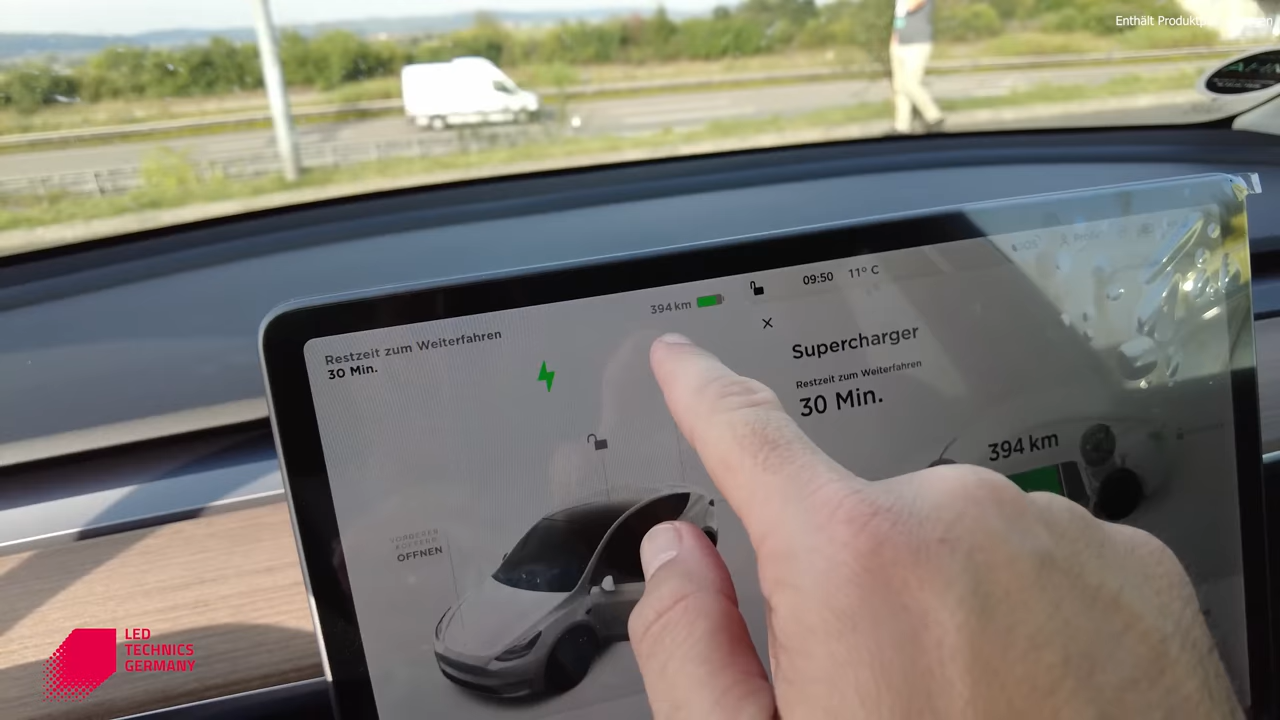 Enthält
Restzeit zum Weiterfahren
30 Min.
394 km
09:50
11° C
Supercharger
Restzeit zum Weiterfahren
30 Min.
394 km
ÖFFNEN
LED
TECHNICS
GERMANY